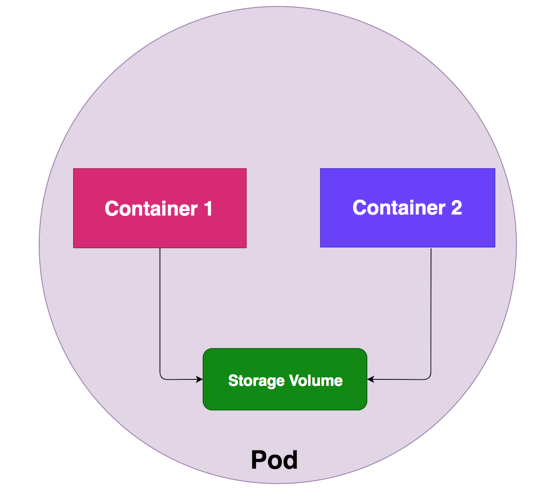 Container 1
Container 2
Storage Volume
Pod